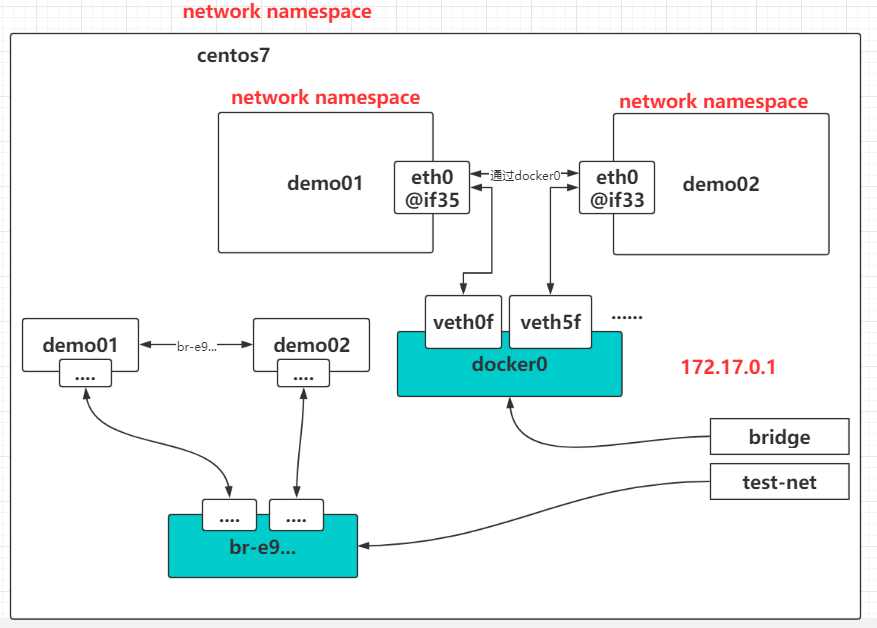 network namespace
centos7
network namespace
network namespace
demo01
eth0
@if35
通过docker0
eth0
@if33
demo02
veth0f
veth5f
......
docker0
172.17.0.1
demo01
....
br-e9...
demo02
....
bridge
test-net
....
....
br-e9...